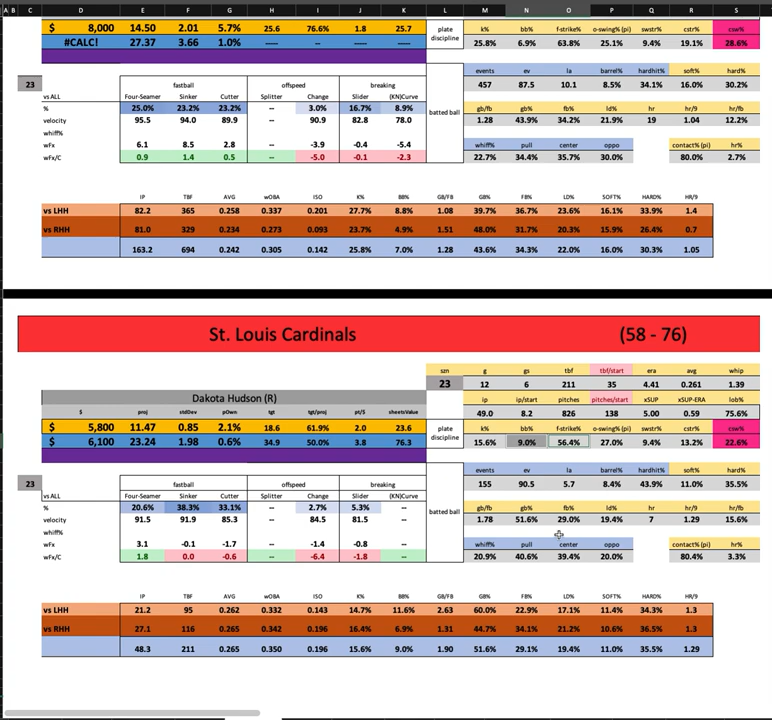 C D E F G H I J K L M N O P Q R S
$ 8,000 14.50 2.01 5.7% 25.6 76.6% 1.8 25.7 plate discipline k% bb% f-strike% o-swing% (pi) swstr% cstr% csw%
#CALC! 27.37 3.66 1.0% -- ---- -- ---- 25.8% 6.9% 63.8% 25.1% 9.4% 19.1% 28.6%
events ev la barrel% hardhit% soft% hard%
23 fastball offspeed breaking 457 87.5 10.1 8.5% 34.1% 16.0% 30.2%
vs ALL Four-Seamer Sinker Cutter Splitter Change Slider (KN)Curve
% 25.0% 23.2% 23.2% -- 3.0% 16.7% 8.9% batted ball gb/fb gb% fb% ld% hr hr/9 hr/fb
velocity 95.5 94.0 89.9 -- 90.9 82.8 78.0 1.28 43.9% 34.2% 21.9% 19 1.04 12.2%
whiff%
wFx 6.1 8.5 2.8 -- -3.9 -0.4 -5.4 whiff% pull center oppo contact% (pi) hr%
wFx/C 0.9 1.4 0.5 -- -5.0 -0.1 -2.3 22.7% 34.4% 35.7% 30.0% 80.0% 2.7%
IP TBF AVG wOBA ISO K% BB% GB/FB GB% FB% LD% SOFT% HARD% HR/9
vs LHH 82.2 365 0.258 0.337 0.201 27.7% 8.8% 1.08 39.7% 36.7% 23.6% 16.1% 33.9% 1.4
vs RHH 81.0 329 0.234 0.273 0.093 23.7% 4.9% 1.51 48.0% 31.7% 20.3% 15.9% 26.4% 0.7
163.2 694 0.242 0.305 0.142 25.8% 7.0% 1.28 43.6% 34.3% 22.0% 16.0% 30.3% 1.05
St. Louis Cardinals (58 - 76)
szn g gs tbf tbf/start era avg whip
23 12 6 211 35 4.41 0.261 1.39
Dakota Hudson (R) ip ip/start pitches pitches/start xSUP xSUP-ERA lob%
$ proj stdDev pOwn tgt tgt/proj pt/$ sheetsValue 49.0 8.2 826 138 5.00 0.59 75.6%
$ 5,800 11.47 0.85 2.1% 18.6 61.9% 2.0 23.6 plate discipline k% bb% f-strike% o-swing% (pi) swstr% cstr% csw%
$ 6,100 23.24 1.98 0.6% 34.9 50.0% 3.8 76.3 15.6% 9.0% 56.4% 27.0% 9.4% 13.2% 22.6%
events ev la barrel% hardhit% soft% hard%
23 fastball offspeed breaking 155 90.5 5.7 8.4% 43.9% 11.0% 35.5%
vs ALL Four-Seamer Sinker Cutter Splitter Change Slider (KN)Curve
% 20.6% 38.3% 33.1% -- 2.7% 5.3% -- batted ball gb/fb gb% fb% ld% hr hr/9 hr/fb
velocity 91.5 91.9 85.3 -- 84.5 81.5 -- 1.78 51.6% 29.0% 19.4% 7 1.29 15.6%
whiff%
wFx 3.1 -0.1 -1.7 -- -1.4 -0.8 -- whiff% pull center oppo contact% (pi) hr%
wFx/C 1.8 0.0 -0.6 -- -6.4 -1.8 -- 20.9% 40.6% 39.4% 20.0% 80.4% 3.3%
IP TBF AVG wOBA ISO K% BB% GB/FB GB% FB% LD% SOFT% HARD% HR/9
vs LHH 21.2 95 0.262 0.332 0.143 14.7% 11.6% 2.63 60.0% 22.9% 17.1% 11.4% 34.3% 1.3
vs RHH 27.1 116 0.265 0.342 0.196 16.4% 6.9% 1.31 44.7% 34.1% 21.2% 10.6% 36.5% 1.3
48.3 211 0.265 0.350 0.196 15.6% 9.0% 1.90 51.6% 29.1% 19.4% 11.0% 35.5% 1.29